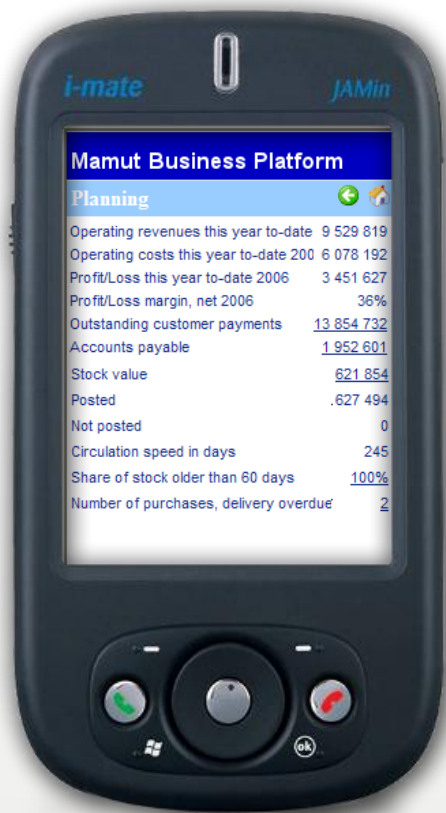 i-mate JAMin
Mamut Business Platform
Planning
Operating revenues this year to-date 9 529 819
Operating costs this year to-date 200 6 078 192
Profit/Loss this year to-date 2006 3 451 627
Profit/Loss margin, net 2006 36%
Outstanding customer payments 13 854 732
Accounts payable 1 952 601
Stock value 621 854
Posted .627 494
Not posted 0
Circulation speed in days 245
Share of stock older than 60 days 100%
Number of purchases, delivery overdue 2
ok